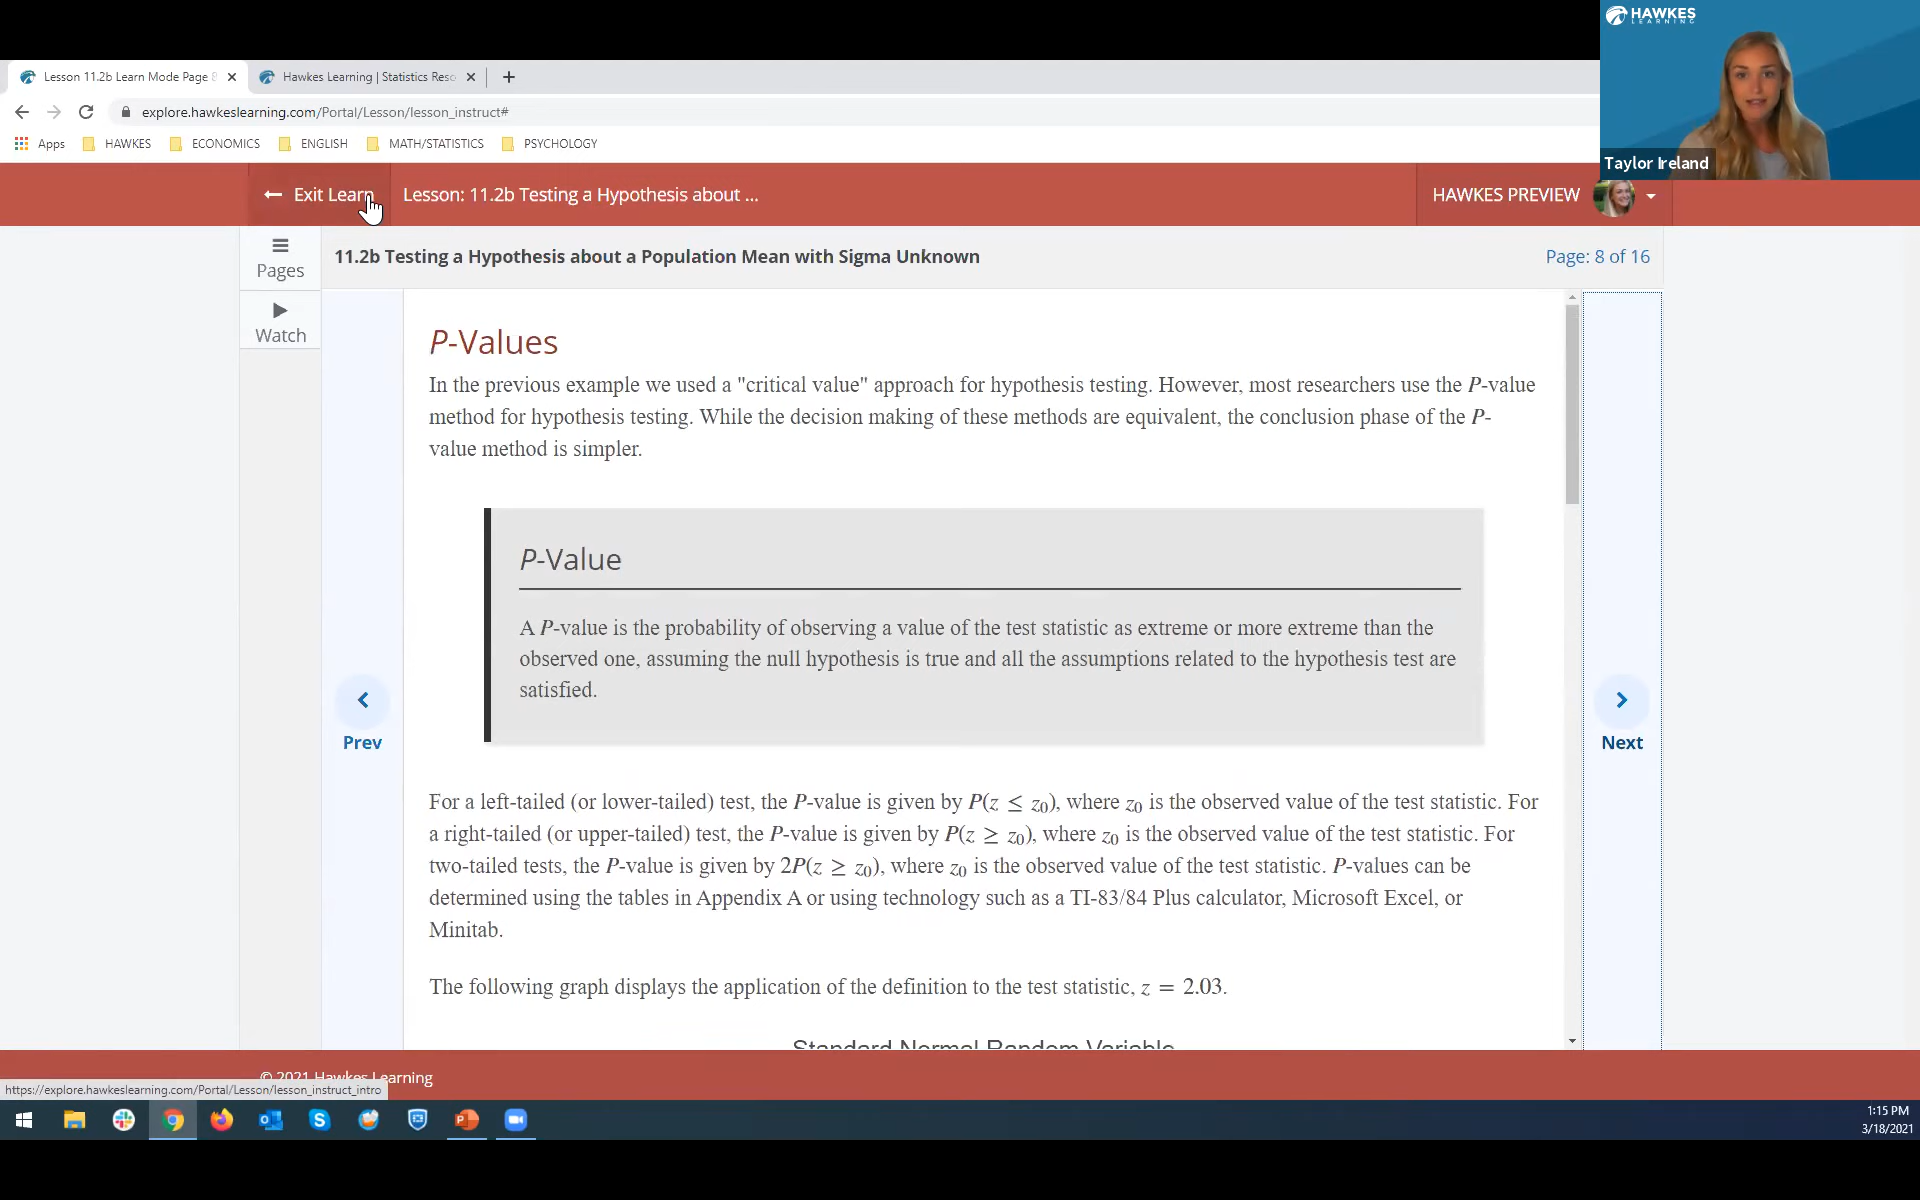 HAWKES
LEARNING
Taylor Ireland
Lesson 11.2b Learn Mode Page 8
Hawkes Learning | Statistics Reso
explore.hawkeslearning.com/Portal/Lesson/lesson_instruct#
Apps HAWKES ECONOMICS ENGLISH MATH/STATISTICS PSYCHOLOGY
← Exit Learn Lesson: 11.2b Testing a Hypothesis about ... HAWKES PREVIEW
Pages
Watch
11.2b Testing a Hypothesis about a Population Mean with Sigma Unknown Page: 8 of 16
P-Values
In the previous example we used a "critical value" approach for hypothesis testing. However, most researchers use the P-value
method for hypothesis testing. While the decision making of these methods are equivalent, the conclusion phase of the P-
value method is simpler.
P-Value
A P-value is the probability of observing a value of the test statistic as extreme or more extreme than the
observed one, assuming the null hypothesis is true and all the assumptions related to the hypothesis test are
satisfied.
Prev
Next
For a left-tailed (or lower-tailed) test, the P-value is given by P(z ≤ z₀), where z₀ is the observed value of the test statistic. For
a right-tailed (or upper-tailed) test, the P-value is given by P(z ≥ z₀), where z₀ is the observed value of the test statistic. For
two-tailed tests, the P-value is given by 2P(z ≥ z₀), where z₀ is the observed value of the test statistic. P-values can be
determined using the tables in Appendix A or using technology such as a TI-83/84 Plus calculator, Microsoft Excel, or
Minitab.
The following graph displays the application of the definition to the test statistic, z = 2.03.
Standard Normal Random Variable
© 2021 Hawkes Learning
https://explore.hawkeslearning.com/Portal/Lesson/lesson_instruct_intro
1:15 PM
3/18/2021